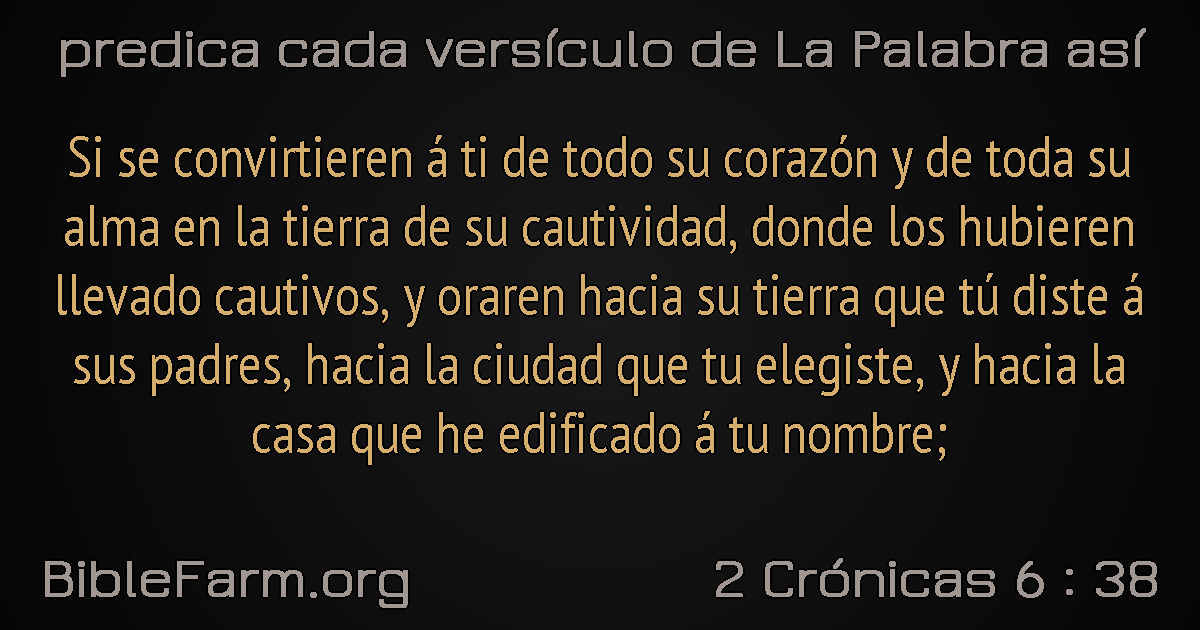 predica cada versículo de La Palabra así
Si se convirtieren á ti de todo su corazón y de toda su
alma en la tierra de su cautividad, donde los hubieren
llevado cautivos, y oraren hacia su tierra que tú diste á
sus padres, hacia la ciudad que tu elegiste, y hacia la
casa que he edificado á tu nombre;
BibleFarm.org
2 Crónicas 6 : 38